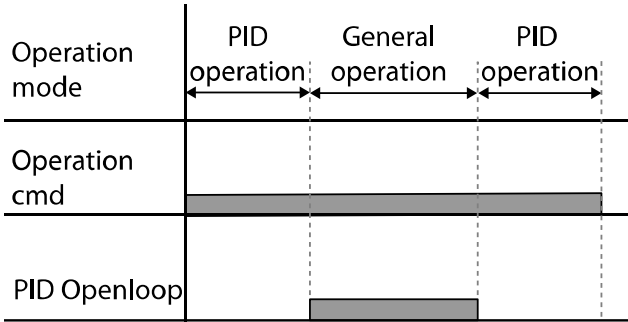 Operation
mode
PID
operation
General
operation
PID
operation
Operation
cmd
PID Openloop